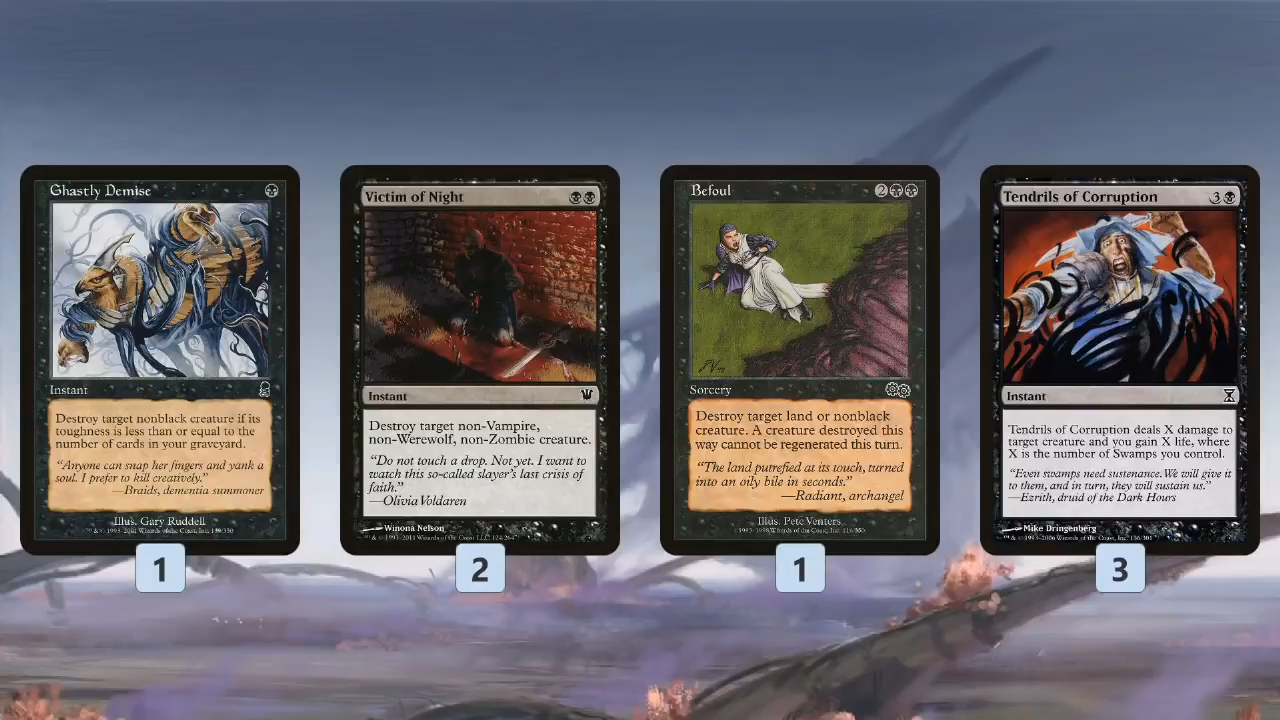 Ghastly Demise
Instant
Destroy target nonblack creature if its
toughness is less than or equal to the
number of cards in your graveyard.
"Anyone can snap her fingers and yank a
soul. I prefer to kill creatively."
—Braids, dementia summoner
Illus. Gary Ruddell
1
Victim of Night
Instant
Destroy target non-Vampire,
non-Werewolf, non-Zombie creature.
"Do not touch a drop. Not yet. I want to
watch this so-called slayer's last crisis of
faith."
—Olivia Voldaren
Winona Nelson
2
Befoul
2
Sorcery
Destroy target land or nonblack
creature. A creature destroyed this
way cannot be regenerated this turn.
"The land putrefied at its touch, turned
into an oily bile in seconds."
—Radiant, archangel
Illus. Pete Venters
1
Tendrils of Corruption
3
Instant
Tendrils of Corruption deals X damage to
target creature and you gain X life, where
X is the number of Swamps you control.
"Even swamps need sustenance. We will give it
to them, and in turn, they will sustain us."
—Ezrith, druid of the Dark Hours
Mike Dringenberg
3